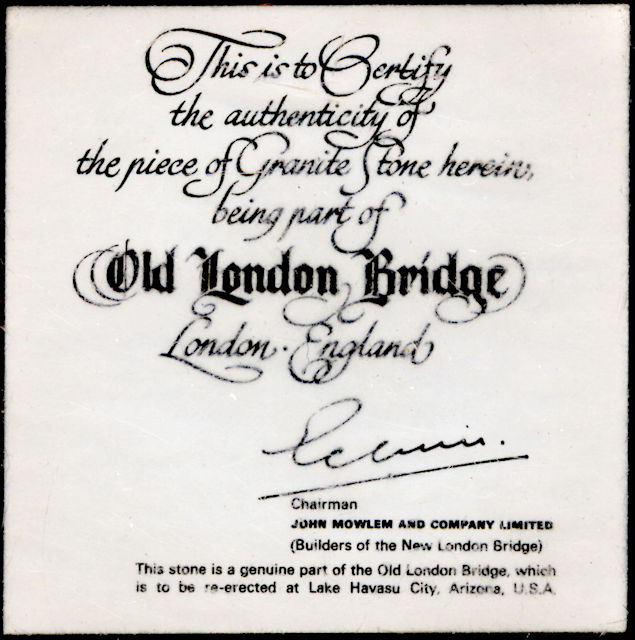 This is to Certify
the authenticity of
the piece of Granite Stone herein,
being part of
Old London Bridge
London · England
Chairman
JOHN MOWLEM AND COMPANY LIMITED
(Builders of the New London Bridge)
This stone is a genuine part of the Old London Bridge, which
is to be re-erected at Lake Havasu City, Arizona, U.S.A.